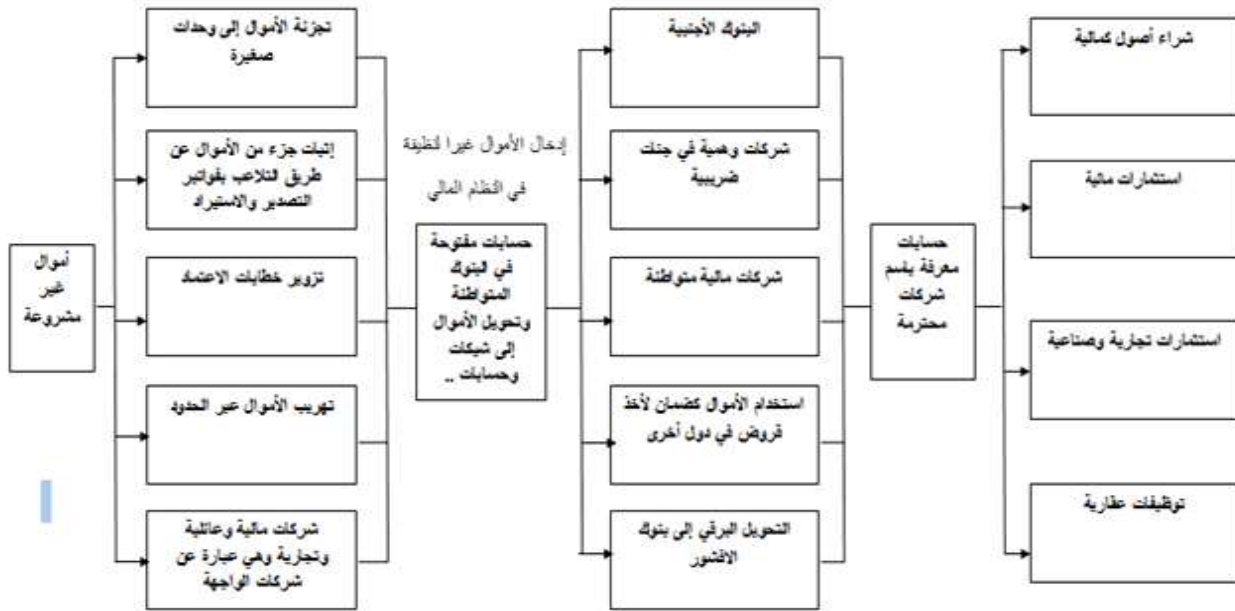 أموال
غير
مشروعة
تجزئة الأموال إلى وحدات
صغيرة
إثبات جزء من الأموال عن
طريق التلاعب بفواتير
التصدير والاستيراد
تزوير خطابات الاعتماد
تهريب الأموال عبر الحدود
شركات مالية وعائلية
وتجارية وهي عبارة عن
شركات الواجهة
إدخال الأموال غيرا لنظيفة
في النظام المالي
حسابات مفتوحة
في البنوك
المتواطئة
وتحويل الأموال
إلى شيكات
وحسابات ..
البنوك الأجنبية
شركات وهمية في جنات
ضريبية
شركات مالية متواطئة
استخدام الأموال كضمان لأخذ
قروض في دول أخرى
التحويل البرقي إلى بنوك
الافشور
حسابات
معرفة باسم
شركات
محترمة
شراء أصول كمالية
استثمارات مالية
استثمارات تجارية وصناعية
توظيفات عقارية